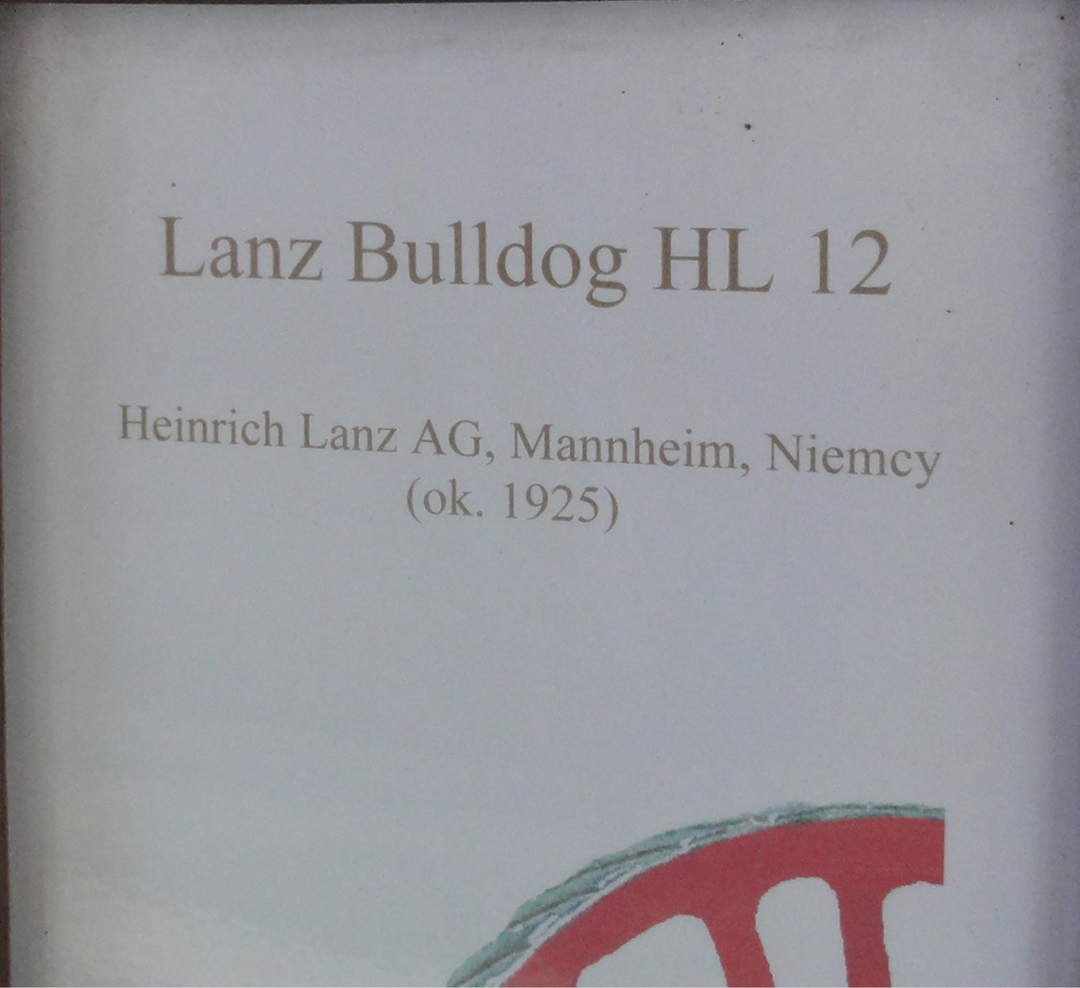 Lanz Bulldog HL 12
Heinrich Lanz AG, Mannheim, Niemcy
(ok. 1925)